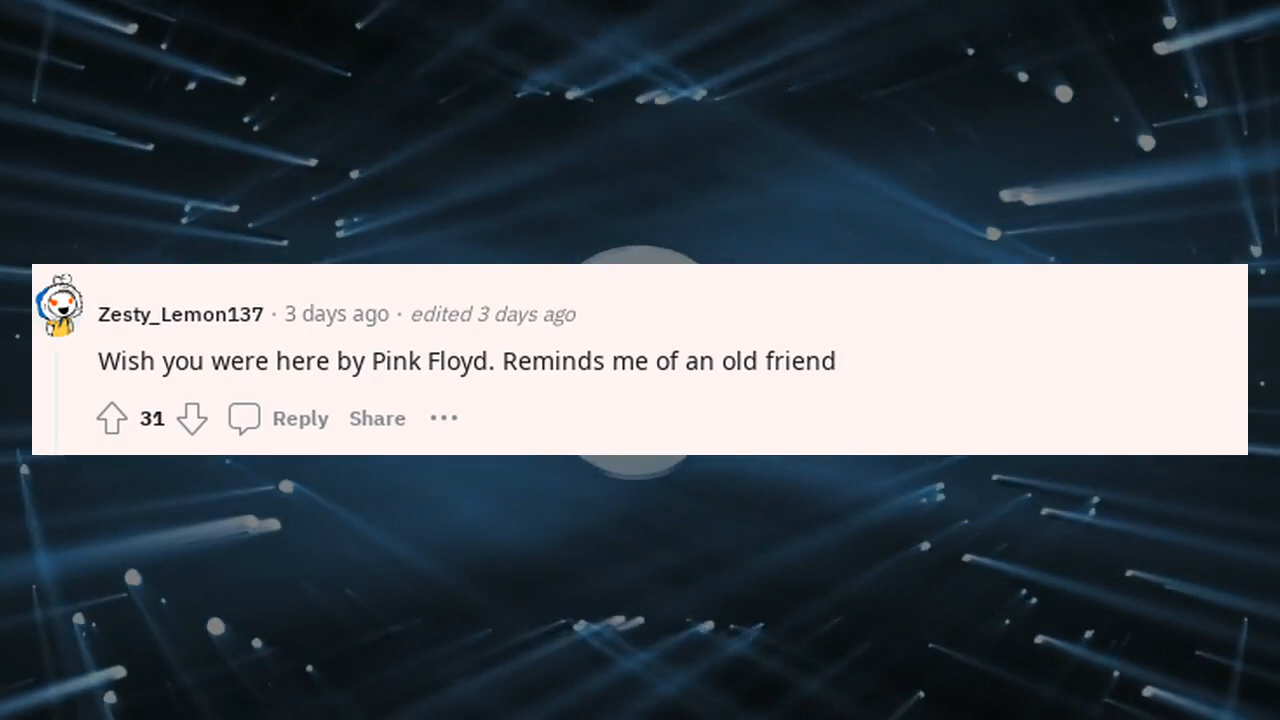 Zesty_Lemon137 · 3 days ago · edited 3 days ago
Wish you were here by Pink Floyd. Reminds me of an old friend
31 Reply Share ···